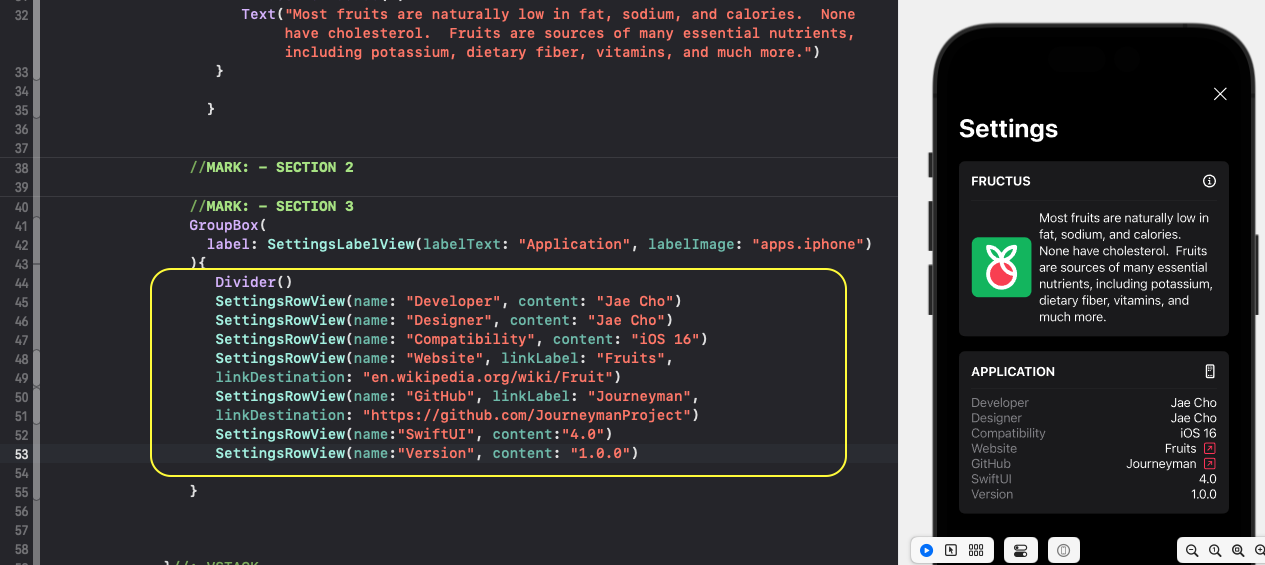 32 Text("Most fruits are naturally low in fat, sodium, and calories.  None
have cholesterol.  Fruits are sources of many essential nutrients,
including potassium, dietary fiber, vitamins, and much more.")
33 }
34
35 }
36
37
38 //MARK: - SECTION 2
39
40 //MARK: - SECTION 3
41 GroupBox(
42 label: SettingsLabelView(labelText: "Application", labelImage: "apps.iphone")
43 ){
44 Divider()
45 SettingsRowView(name: "Developer", content: "Jae Cho")
46 SettingsRowView(name: "Designer", content: "Jae Cho")
47 SettingsRowView(name: "Compatibility", content: "iOS 16")
48 SettingsRowView(name: "Website", linkLabel: "Fruits",
49 linkDestination: "en.wikipedia.org/wiki/Fruit")
50 SettingsRowView(name: "GitHub", linkLabel: "Journeyman",
51 linkDestination: "https://github.com/JourneymanProject")
52 SettingsRowView(name:"SwiftUI", content:"4.0")
53 SettingsRowView(name:"Version", content: "1.0.0")
54
55 }
56
57
58
}//: VSTACK
Settings
FRUCTUS
Most fruits are naturally low in
fat, sodium, and calories.
None have cholesterol.  Fruits
are sources of many essential
nutrients, including potassium,
dietary fiber, vitamins, and
much more.
APPLICATION
Developer Jae Cho
Designer Jae Cho
Compatibility iOS 16
Website Fruits
GitHub Journeyman
SwiftUI 4.0
Version 1.0.0